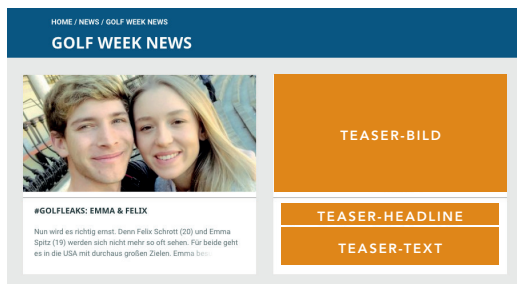 HOME / NEWS / GOLF WEEK NEWS
GOLF WEEK NEWS
#GOLFLEAKS: EMMA & FELIX
Nun wird es richtig ernst. Denn Felix Schrott (20) und Emma
Spitz (19) werden sich nicht mehr so oft sehen. Für beide geht
es in die USA mit durchaus großen Zielen. Emma
TEASER-BILD
TEASER-HEADLINE
TEASER-TEXT